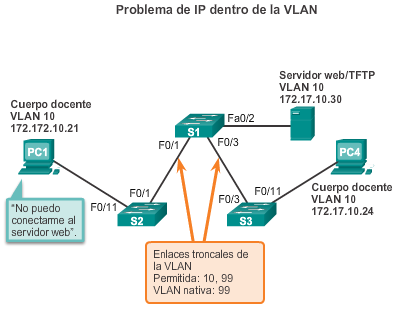 Problema de IP dentro de la VLAN
Servidor web/TFTP
VLAN 10
172.17.10.30
Cuerpo docente
VLAN 10
172.172.10.21
S1
Fa0/2
F0/1
F0/3
PC1
PC4
Cuerpo docente
VLAN 10
172.17.10.24
"No puedo
conectarme al
servidor web".
F0/11
F0/1
S2
F0/3
F0/11
S3
Enlaces troncales de
la VLAN
Permitida: 10, 99
VLAN nativa: 99